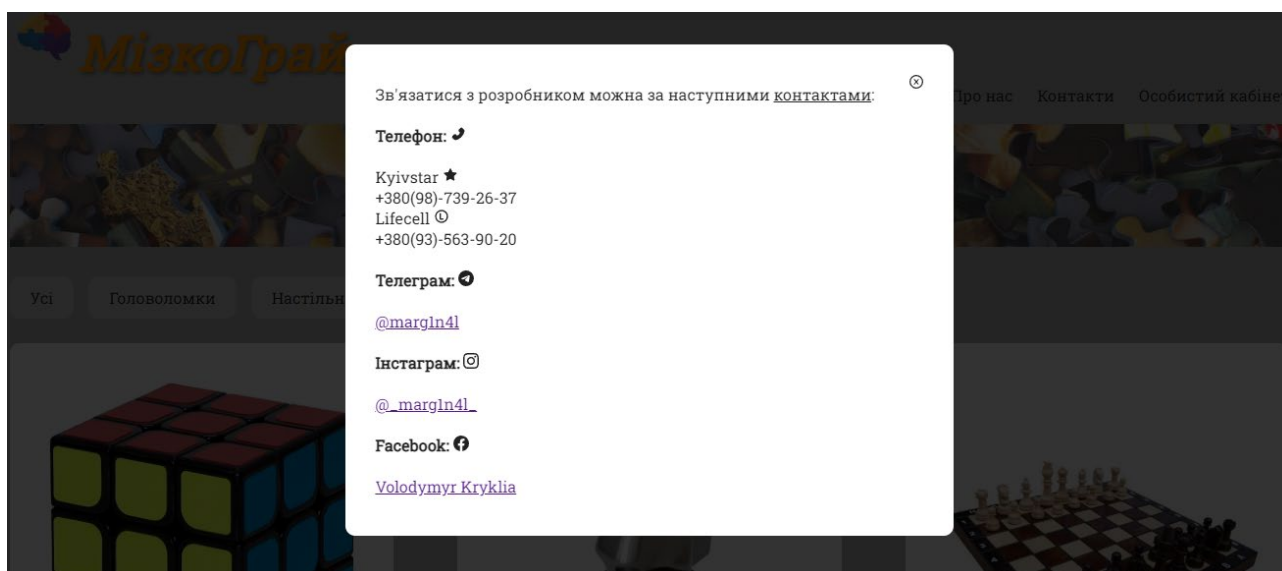 МізкоГрай
Про нас Контакти Особистий кабінет
Зв'язатися з розробником можна за наступними контактами:
Телефон:
Kyivstar
+380(98)-739-26-37
Lifecell
+380(93)-563-90-20
Телеграм:
@marg1n4l
Інстаграм:
@_marg1n4l_
Facebook:
Volodymyr Kryklia
Усі Головоломки Настільн